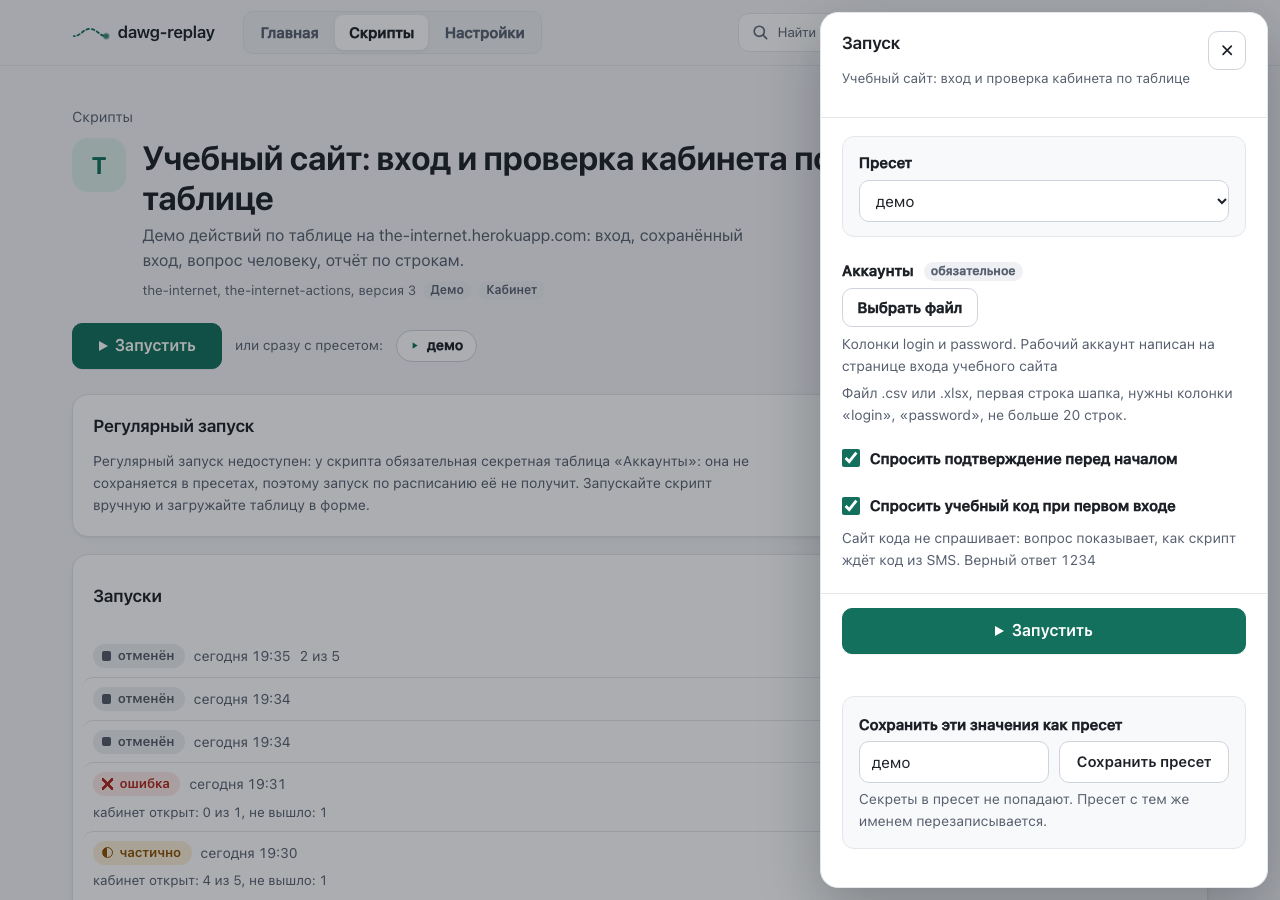 dawg-replay
Главная
Скрипты
Настройки
Найти
Скрипты
Т
Учебный сайт: вход и проверка кабинета по
таблице
Демо действий по таблице на the-internet.herokuapp.com: вход, сохранённый
вход, вопрос человеку, отчёт по строкам.
the-internet, the-internet-actions, версия 3 Демо Кабинет
Запустить
или сразу с пресетом:
демо
Регулярный запуск
Регулярный запуск недоступен: у скрипта обязательная секретная таблица «Аккаунты»: она не
сохраняется в пресетах, поэтому запуск по расписанию её не получит. Запускайте скрипт
вручную и загружайте таблицу в форме.
Запуски
отменён сегодня 19:35 2 из 5
отменён сегодня 19:34
отменён сегодня 19:34
ошибка сегодня 19:31
кабинет открыт: 0 из 1, не вышло: 1
частично сегодня 19:30
кабинет открыт: 4 из 5, не вышло: 1
Запуск
Учебный сайт: вход и проверка кабинета по таблице
Пресет
демо
Аккаунты обязательное
Выбрать файл
Колонки login и password. Рабочий аккаунт написан на
странице входа учебного сайта
Файл .csv или .xlsx, первая строка шапка, нужны колонки
«login», «password», не больше 20 строк.
Спросить подтверждение перед началом
Спросить учебный код при первом входе
Сайт кода не спрашивает: вопрос показывает, как скрипт
ждёт код из SMS. Верный ответ 1234
Запустить
Сохранить эти значения как пресет
демо
Сохранить пресет
Секреты в пресет не попадают. Пресет с тем же
именем перезаписывается.